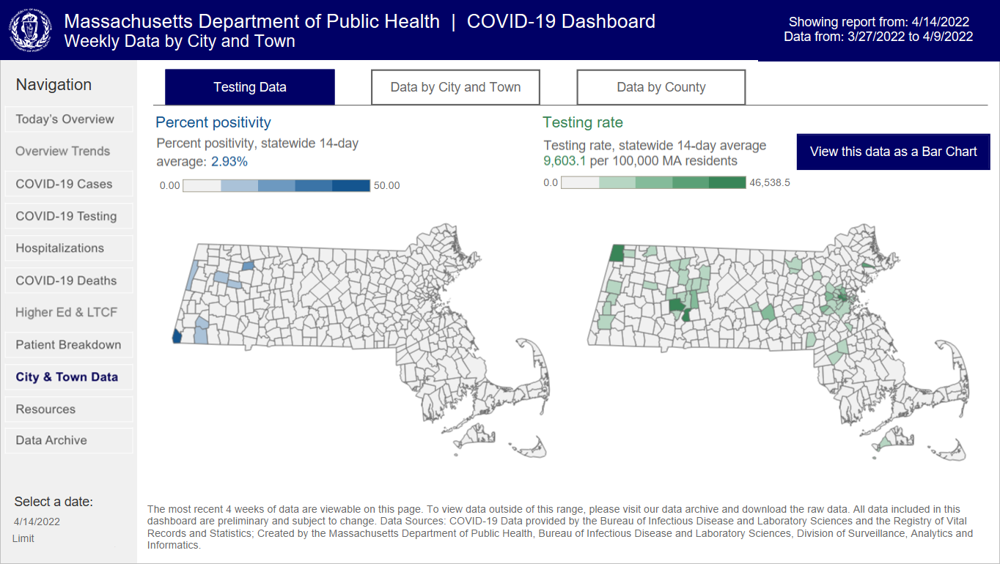 Massachusetts Department of Public Health | COVID-19 Dashboard
Weekly Data by City and Town
Showing report from: 4/14/2022
Data from: 3/27/2022 to 4/9/2022
Navigation
Today's Overview
Overview Trends
COVID-19 Cases
COVID-19 Testing
Hospitalizations
COVID-19 Deaths
Higher Ed & LTCF
Patient Breakdown
City & Town Data
Resources
Data Archive
Select a date:
4/14/2022
Limit
Testing Data
Data by City and Town
Data by County
Percent positivity
Percent positivity, statewide 14-day
average: 2.93%
0.00
50.00
Testing rate
Testing rate, statewide 14-day average
9,603.1 per 100,000 MA residents
0.0
46,538.5
View this data as a Bar Chart
The most recent 4 weeks of data are viewable on this page. To view data outside of this range, please visit our data archive and download the raw data. All data included in this
dashboard are preliminary and subject to change. Data Sources: COVID-19 Data provided by the Bureau of Infectious Disease and Laboratory Sciences and the Registry of Vital
Records and Statistics; Created by the Massachusetts Department of Public Health, Bureau of Infectious Disease and Laboratory Sciences, Division of Surveillance, Analytics and
Informatics.